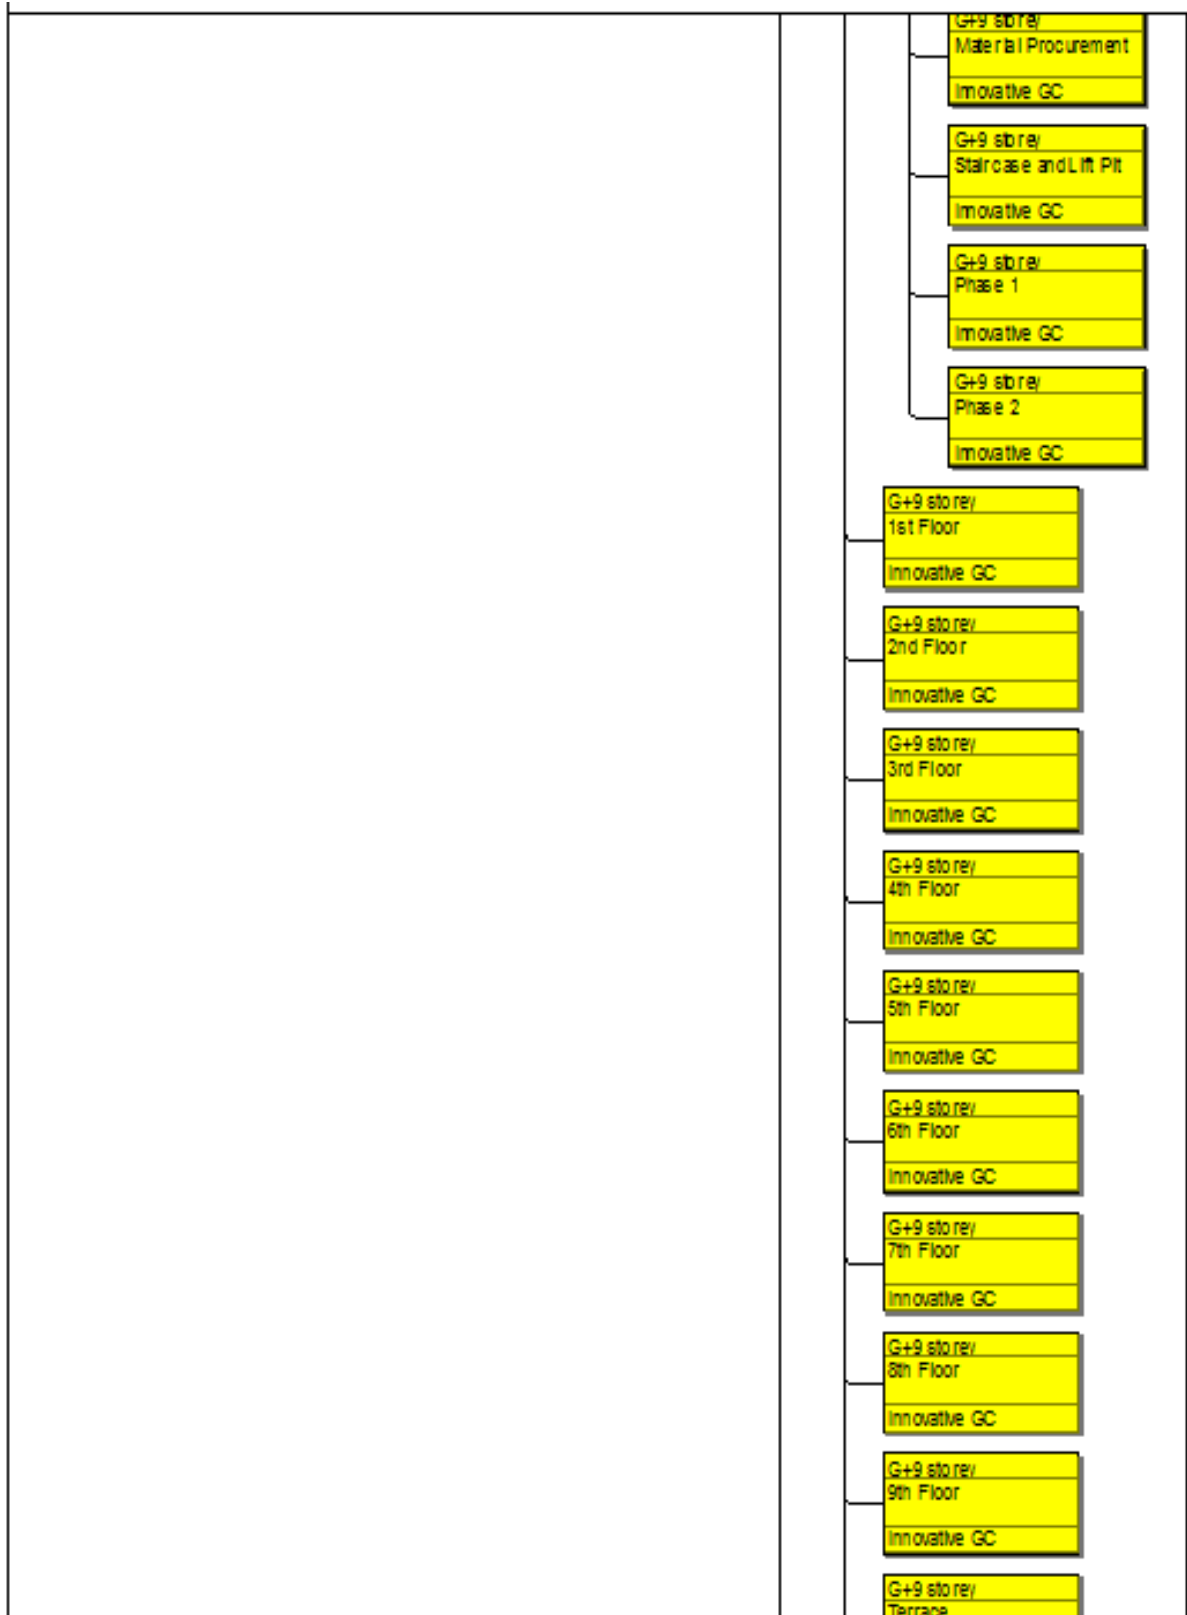 G+9 storey
Material Procurement
Innovative GC
G+9 storey
Staircase and Lift Pit
Innovative GC
G+9 storey
Phase 1
Innovative GC
G+9 storey
Phase 2
Innovative GC
G+9 storey
1st Floor
Innovative GC
G+9 storey
2nd Floor
Innovative GC
G+9 storey
3rd Floor
Innovative GC
G+9 storey
4th Floor
Innovative GC
G+9 storey
5th Floor
Innovative GC
G+9 storey
6th Floor
Innovative GC
G+9 storey
7th Floor
Innovative GC
G+9 storey
8th Floor
Innovative GC
G+9 storey
9th Floor
Innovative GC
G+9 storey
Terrace